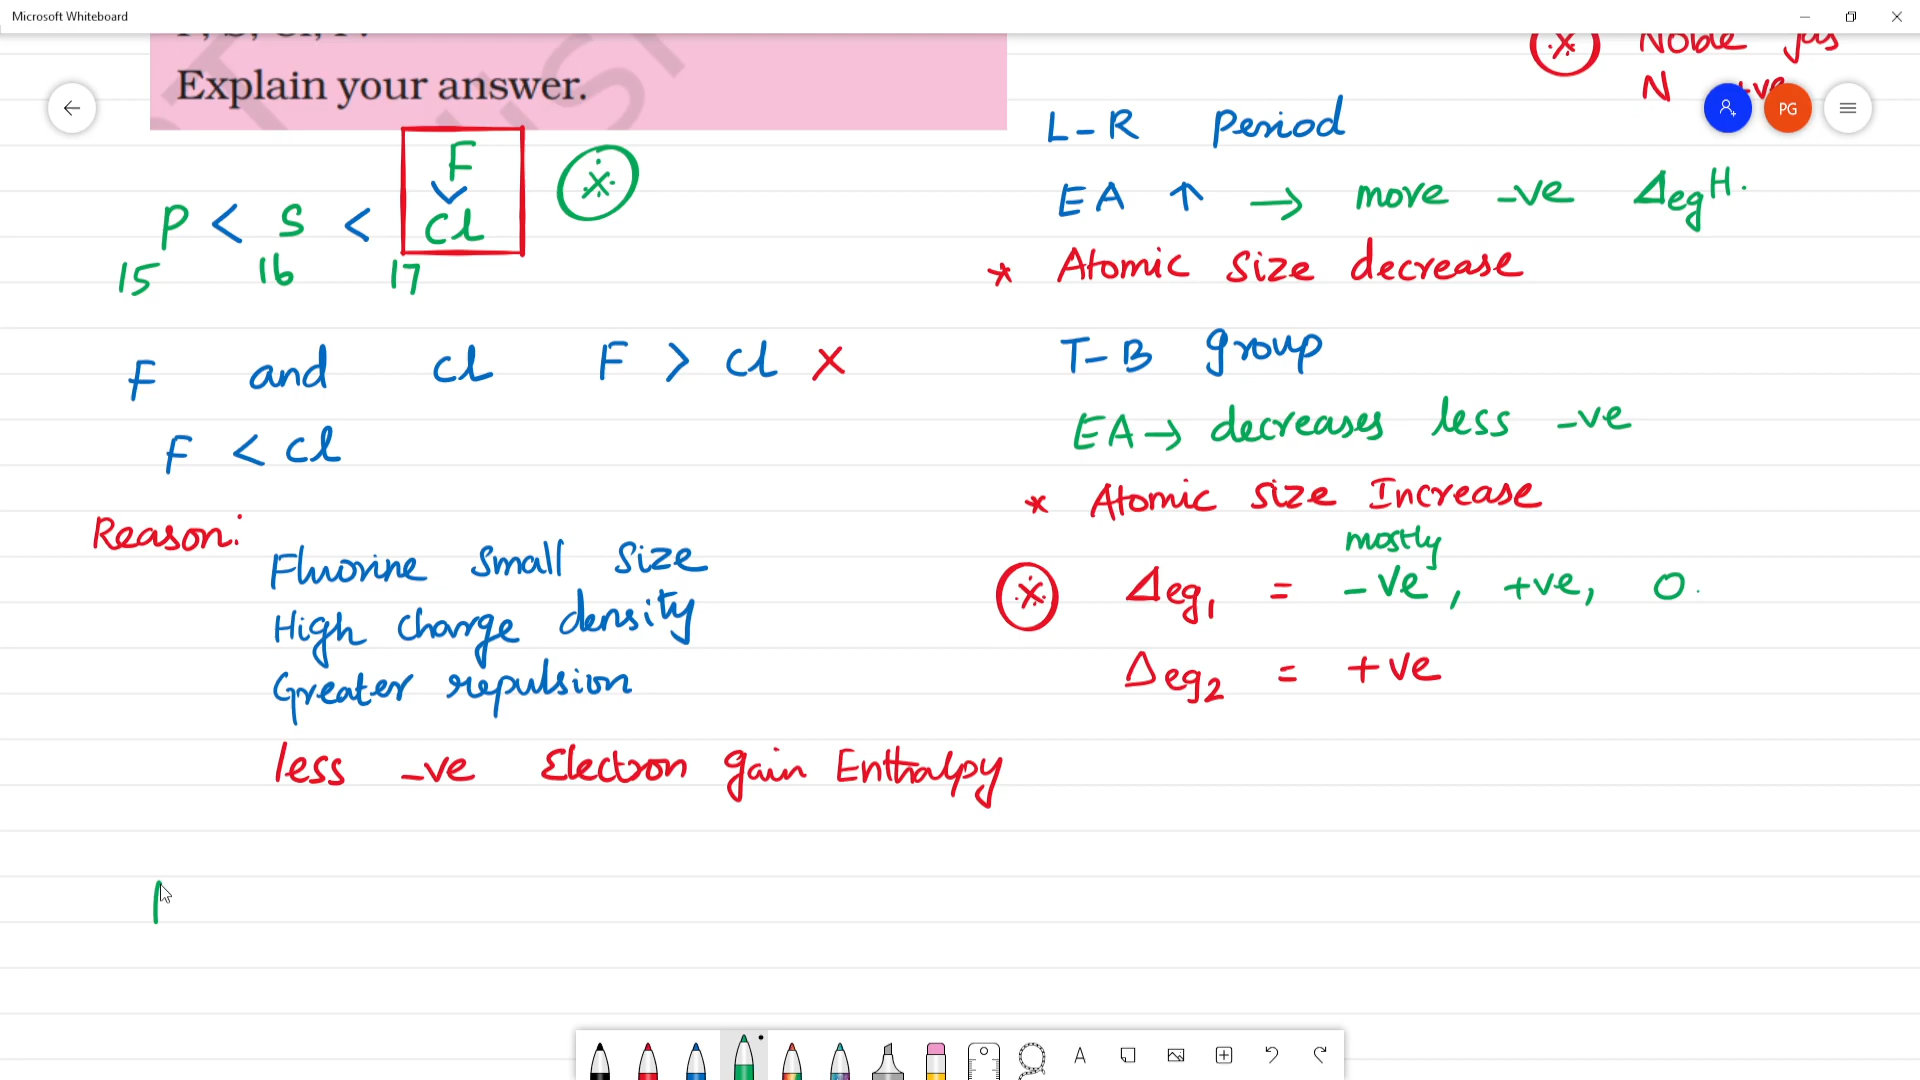 Microsoft Whiteboard
Explain your answer.
F
P < S < Cl
15 16 17
F and cl F > cl X
F < cl
Reason:
Fluorine small size
High charge density
Greater repulsion
less -ve Electron gain Enthalpy
Noble gas
N +ve
PG
L-R Period
EA ↑ → more -ve ΔegH.
* Atomic size decrease
T-B group
EA → decreases less -ve
* Atomic size Increase
mostly
Δeg1 = -ve, +ve, 0.
Δeg2 = +ve
A